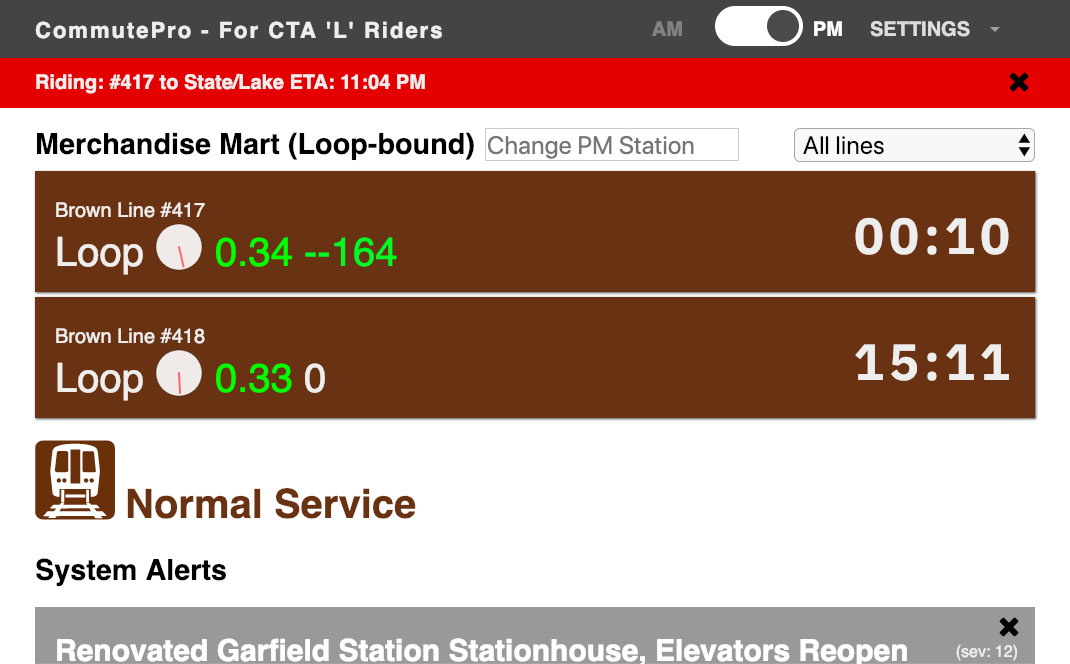 CommutePro - For CTA 'L' Riders AM PM SETTINGS
Riding: #417 to State/Lake ETA: 11:04 PM
Merchandise Mart (Loop-bound) Change PM Station All lines
Brown Line #417
Loop 0.34 --164 00:10
Brown Line #418
Loop 0.33 0 15:11
Normal Service
System Alerts
Renovated Garfield Station Stationhouse, Elevators Reopen (sev: 12)